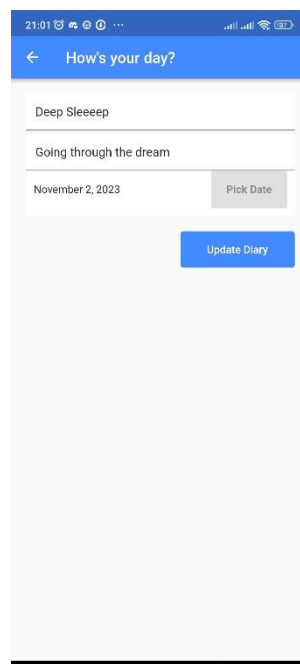 21:01
How's your day?
Deep Sleeeep
Going through the dream
November 2, 2023 Pick Date
Update Diary